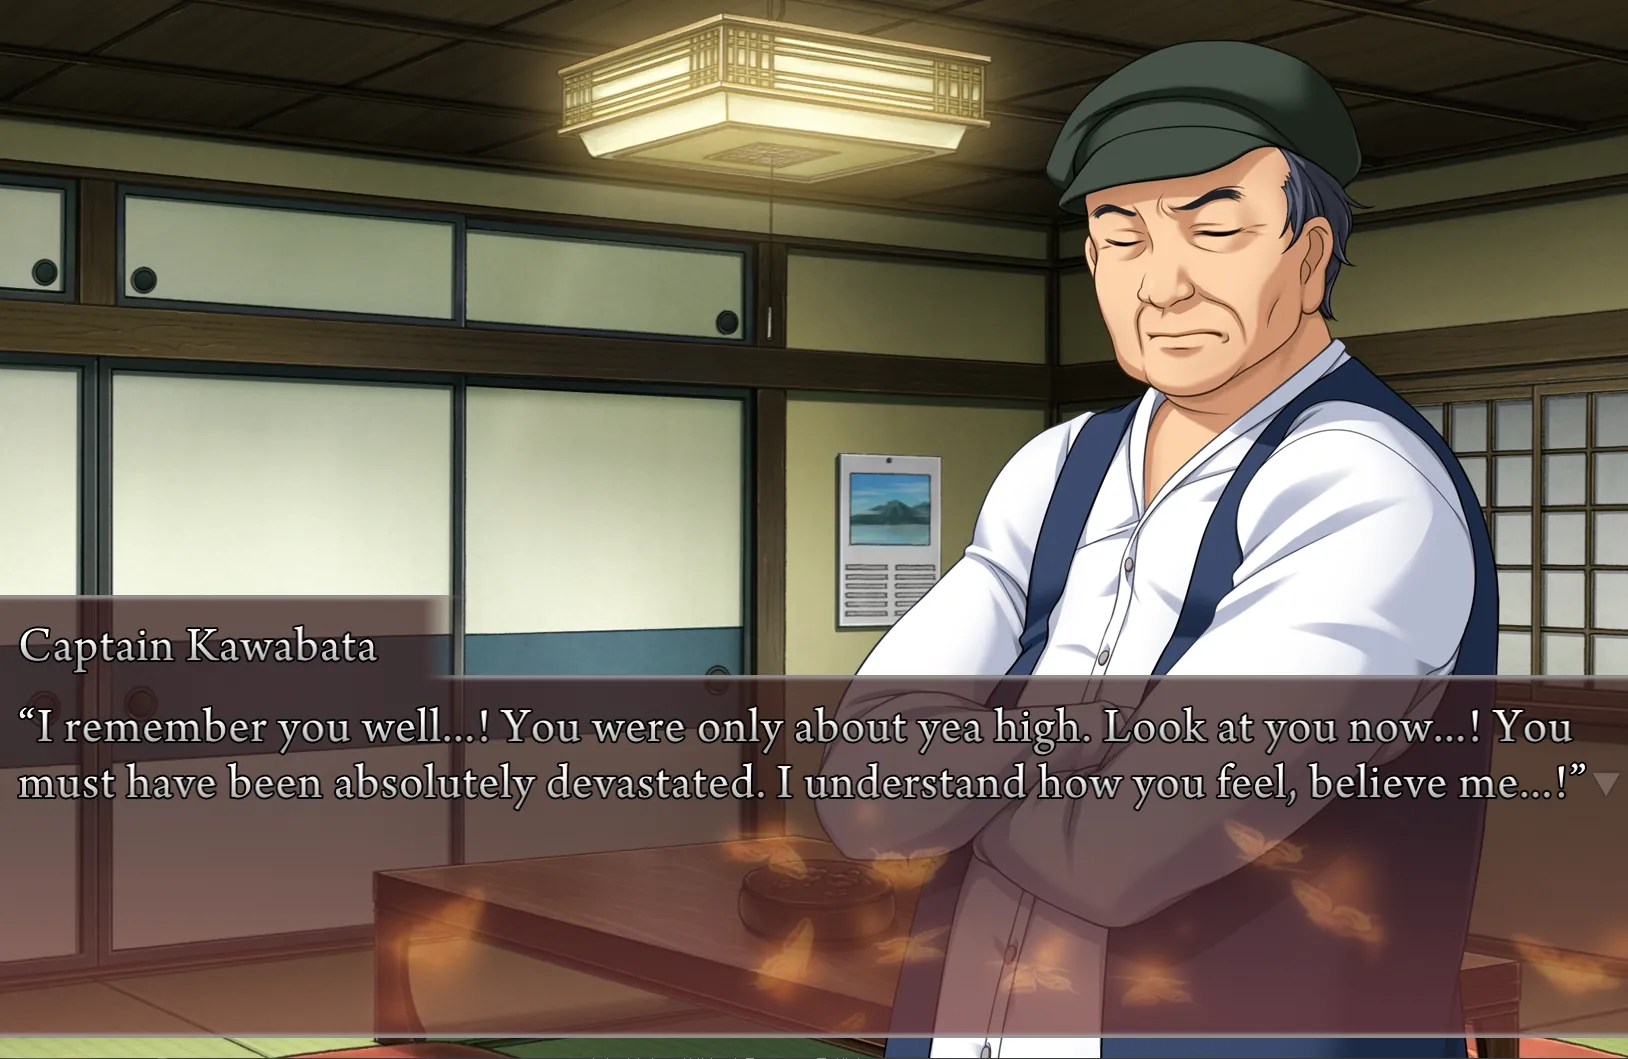 Captain Kawabata
“I remember you well...! You were only about yea high. Look at you now...! You
must have been absolutely devastated. I understand how you feel, believe me...!”